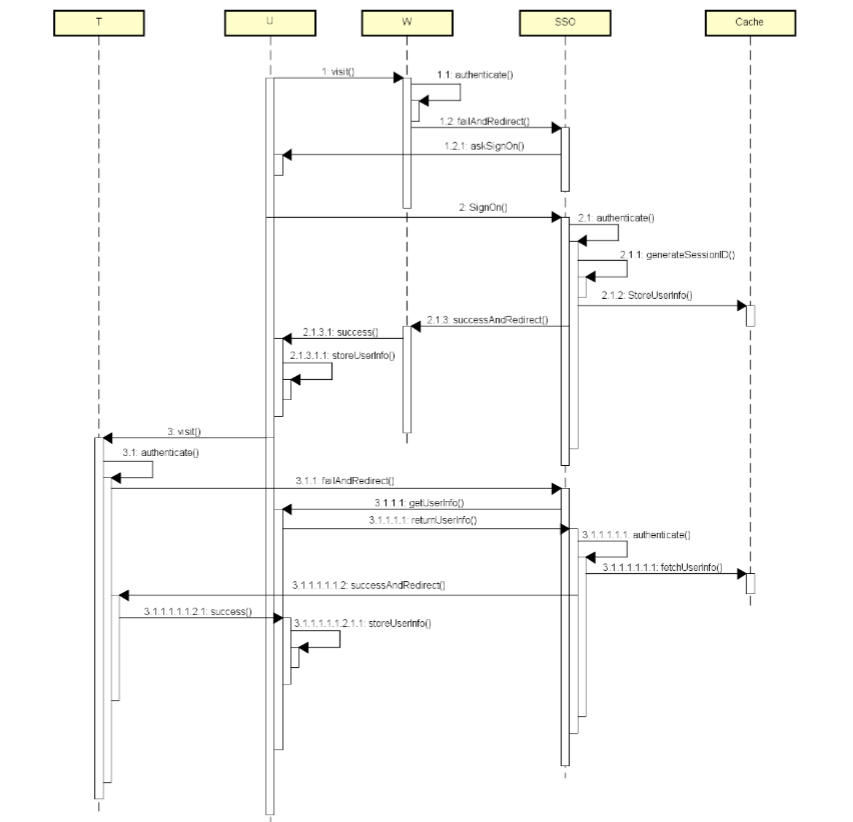 T
U
W
SSO
Cache
1: visit()
1.1: authenticate()
1.2: failAndRedirect()
1.2.1: askSignOn()
2: SignOn()
2.1: authenticate()
2.1.1: generateSessionID()
2.1.2: StoreUserInfo()
2.1.3: successAndRedirect()
2.1.3.1: success()
2.1.3.1.1: storeUserInfo()
3: visit()
3.1: authenticate()
3.1.1: failAndRedirect()
3.1.1.1: getUserInfo()
3.1.1.1.1: returnUserInfo()
3.1.1.1.1.1: authenticate()
3.1.1.1.1.1.1: fetchUserInfo()
3.1.1.1.1.1.2: successAndRedirect()
3.1.1.1.1.1.2.1: success()
3.1.1.1.1.1.2.1.1: storeUserInfo()